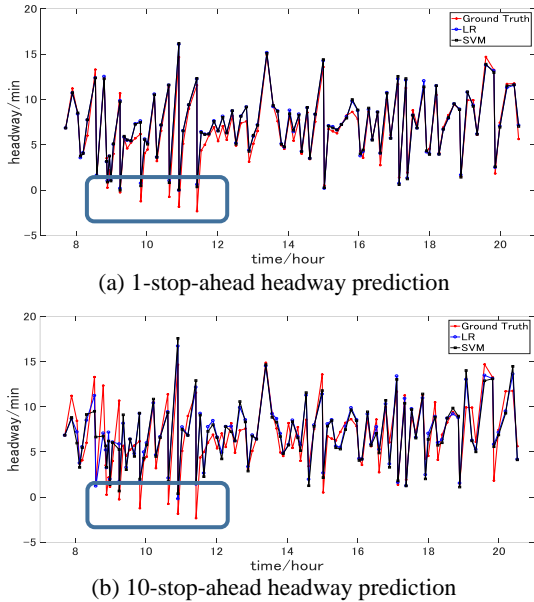 20
15
10
5
0
-5
headway/min
Ground Truth
LR
SVM
8 10 12 14 16 18 20
time/hour
(a) 1-stop-ahead headway prediction
20
15
10
5
0
-5
headway/min
Ground Truth
LR
SVM
8 10 12 14 16 18 20
time/hour
(b) 10-stop-ahead headway prediction